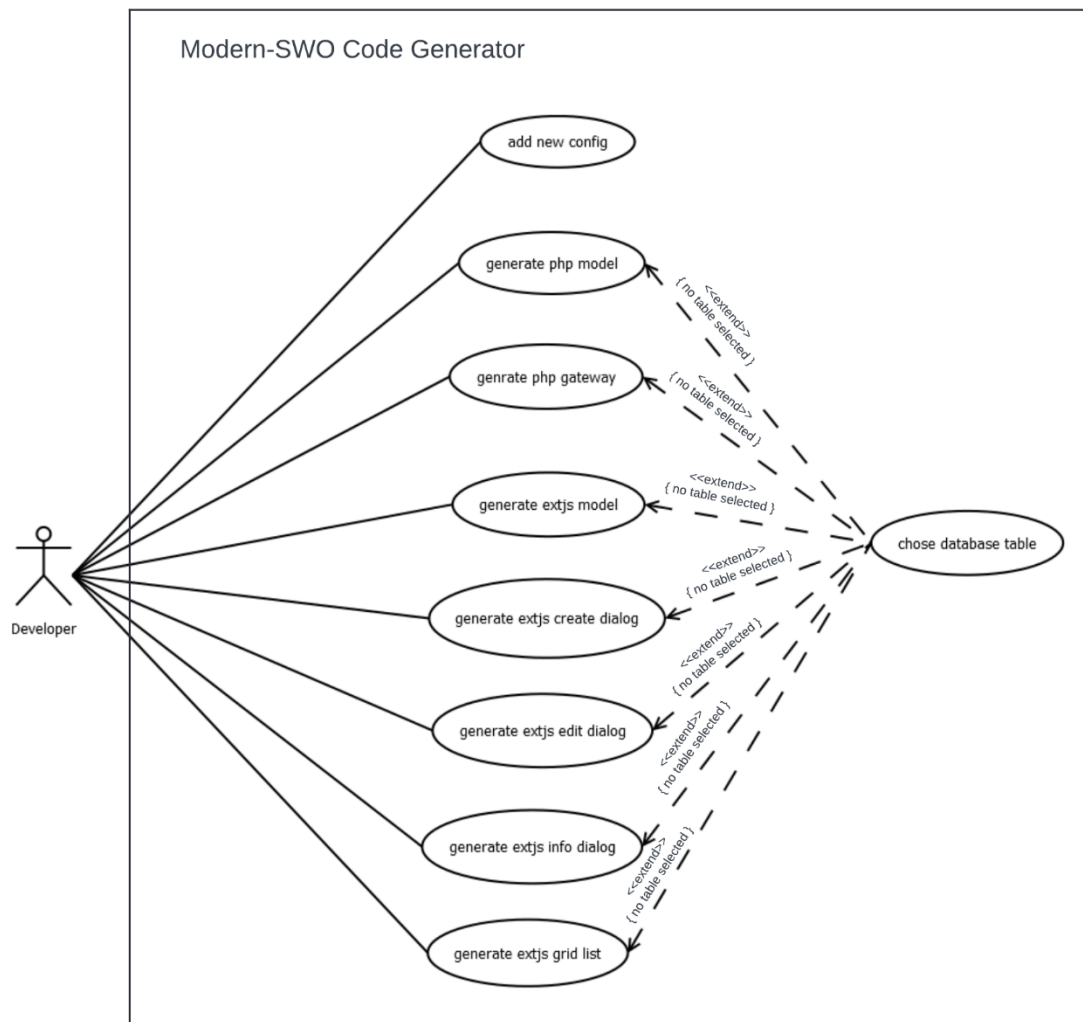 Modern-SWO Code Generator
add new config
generate php model
<<extend>>
{ no table selected }
genrate php gateway
<<extend>>
{ no table selected }
generate extjs model
<<extend>>
{ no table selected }
chose database table
generate extjs create dialog
<<extend>>
{ no table selected }
Developer
generate extjs edit dialog
<<extend>>
{ no table selected }
generate extjs info dialog
<<extend>>
{ no table selected }
generate extjs grid list
<<extend>>
{ no table selected }